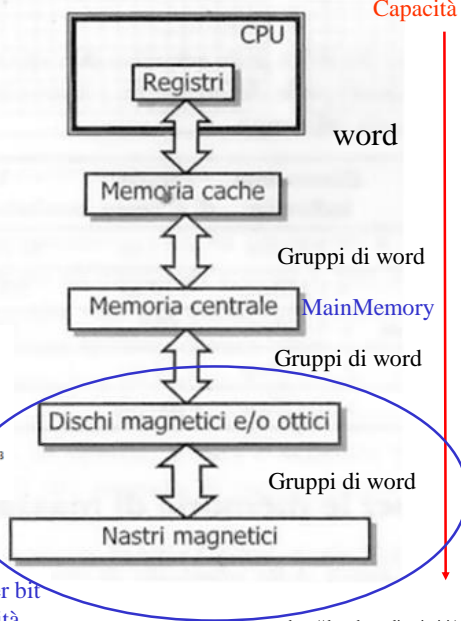 Capacità
CPU
Registri
word
Memoria cache
Gruppi di word
Memoria centrale MainMemory
Gruppi di word
Dischi magnetici e/o ottici
Gruppi di word
Nastri magnetici
bit